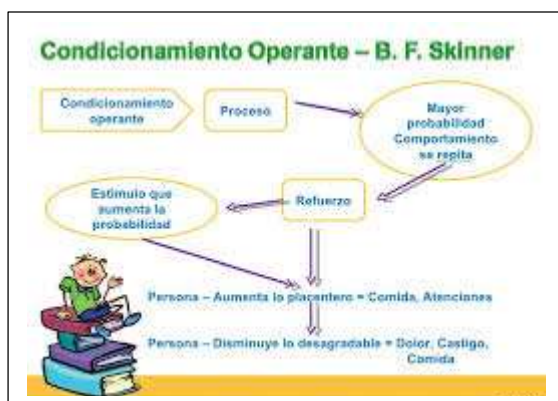 Condicionamiento Operante – B. F. Skinner
Condicionamiento
operante
Proceso
Mayor
probabilidad
Comportamiento
se repita
Estimulo que
aumenta la
probabilidad
Refuerzo
Persona – Aumenta lo placentero = Comida, Atenciones
Persona – Disminuye lo desagradable = Dolor, Castigo,
Comida